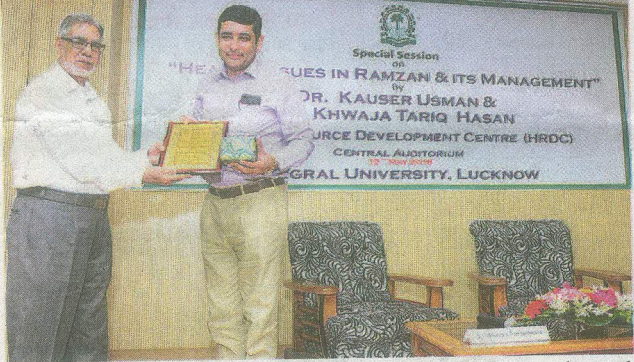 Special Session
on
"HE SUES IN RAMZAN & ITS MANAGEMENT"
By
DR. KAUSER USMAN &
KHWAJA TARIQ HASAN
OURCE DEVELOPMENT CENTRE (HRDC)
CENTRAL AUDITORIUM
GRAL UNIVERSITY, LUCKNOW